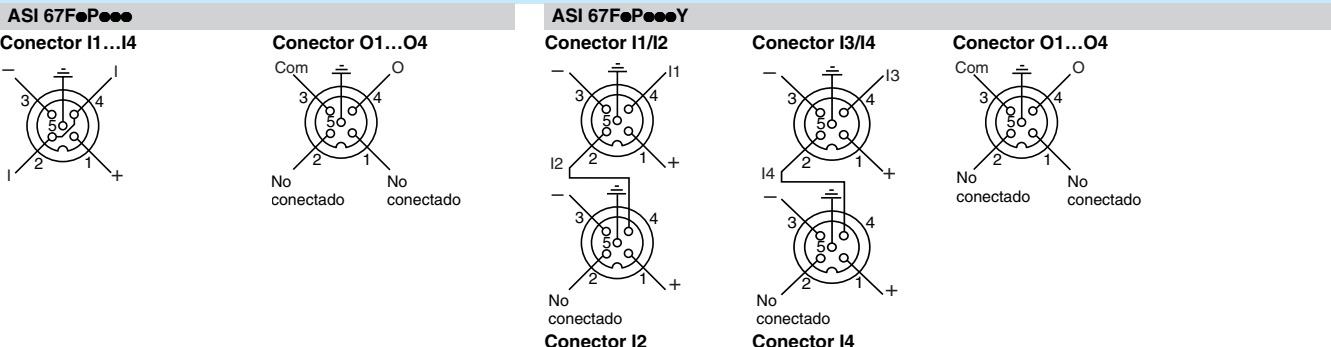 ASI 67F●P●●●
Conector I1…I4
– I
3 4
5
2 1
I +
Conector O1…O4
Com O
3 4
5
2 1
No conectado
No conectado
ASI 67F●P●●●Y
Conector I1/I2
– I1
3 4
5
2 1
I2 +
– 
3 4
5
2 1
+
No
conectado
Conector I2
Conector I3/I4
– I3
3 4
5
2 1
I4 +
–
3 4
5
2 1
+
No
conectado
Conector I4
Conector O1…O4
Com O
3 4
5
2 1
No
conectado
No
conectado